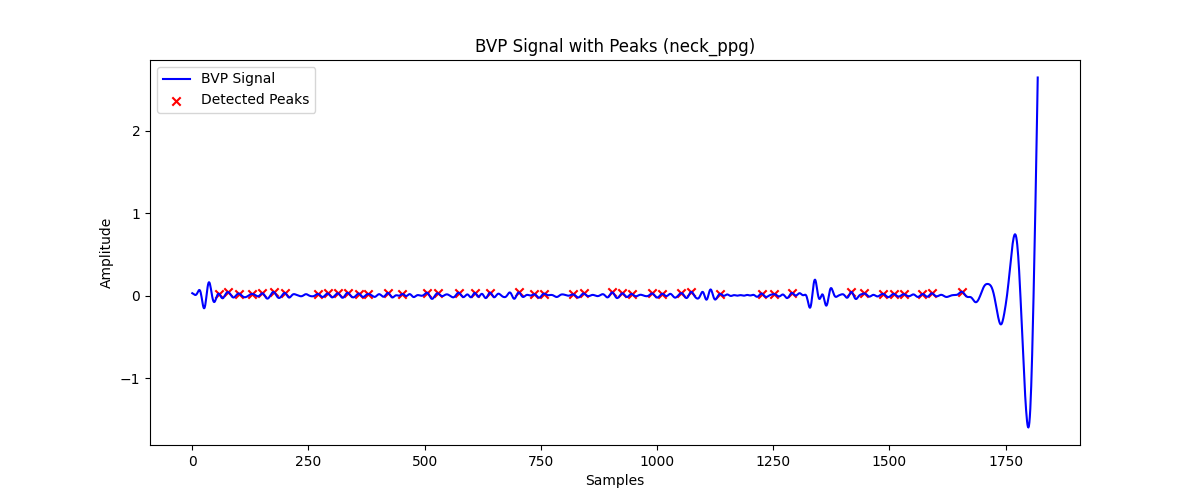 BVP Signal with Peaks (neck_ppg)
BVP Signal
Detected Peaks
Amplitude
2
1
0
−1
0
250
500
750
1000
1250
1500
1750
Samples